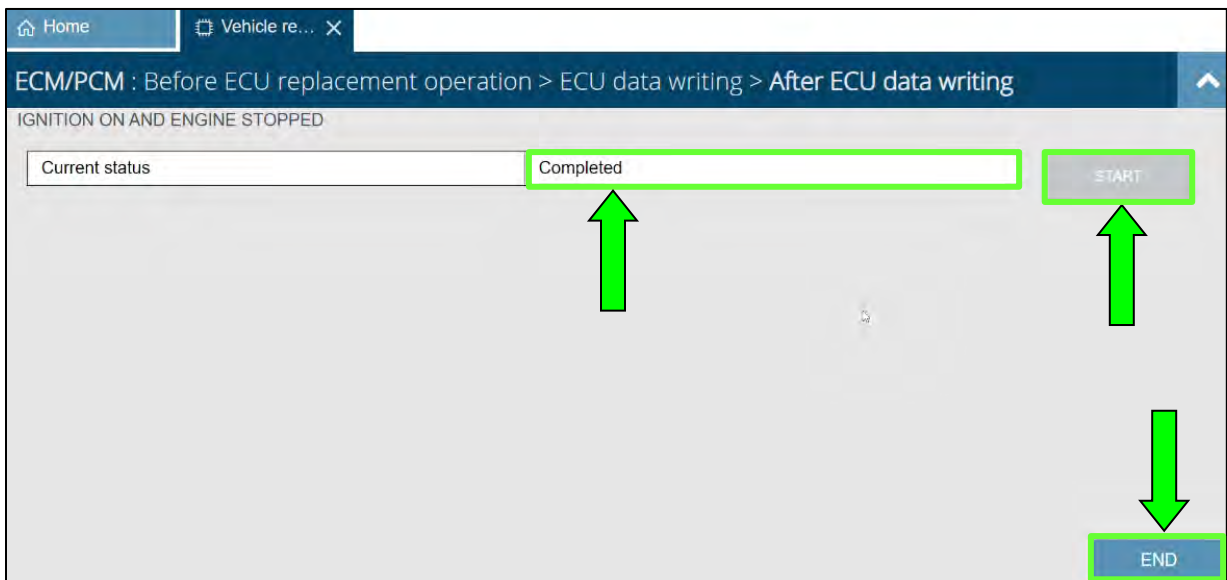 Home
Vehicle re...
ECM/PCM : Before ECU replacement operation > ECU data writing > After ECU data writing
IGNITION ON AND ENGINE STOPPED
Current status
Completed
START
END